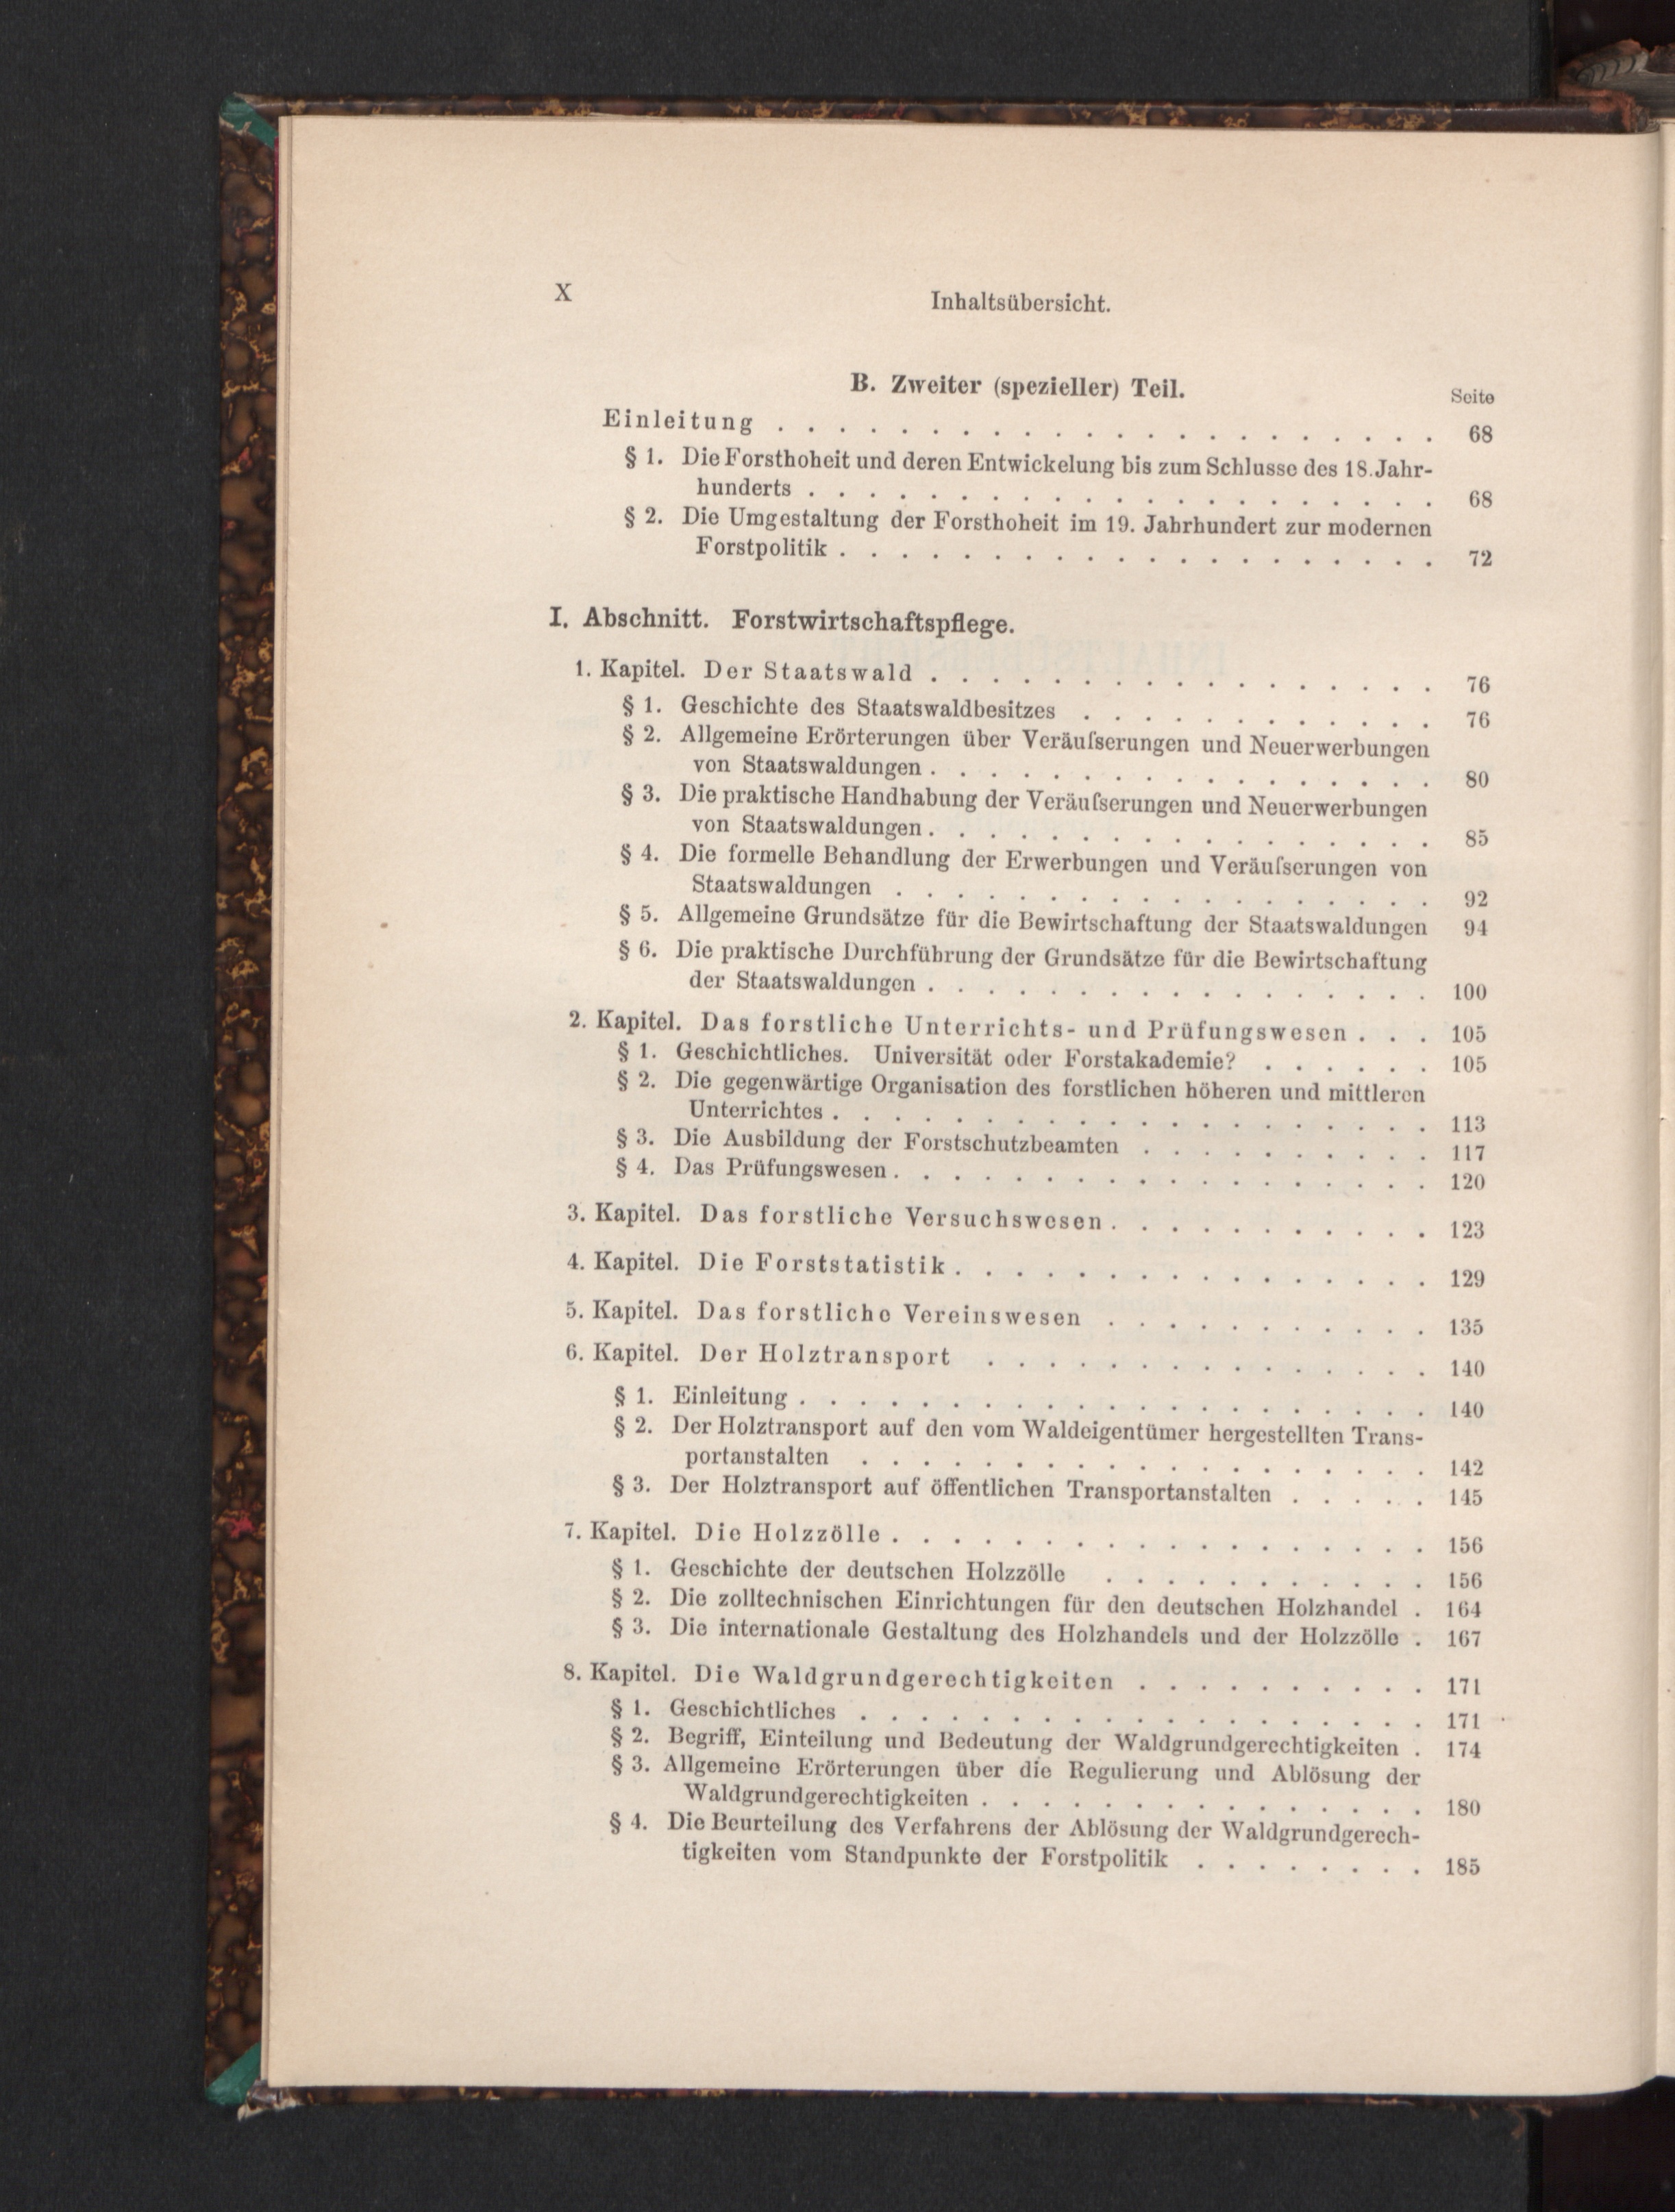 X
Inhaltsübersicht.
B. Zweiter (spezieller) Teil.
Seite
Einleitung . . . . . . . . . . . . . . . . . . . . . . 68
§ 1. Die Forsthoheit und deren Entwickelung bis zum Schlusse des 18. Jahr-
hunderts . . . . . . . . . . . . . . . . . . . . . 68
§ 2. Die Umgestaltung der Forsthoheit im 19. Jahrhundert zur modernen
Forstpolitik . . . . . . . . . . . . . . . . . . . . 72
I. Abschnitt. Forstwirtschaftspflege.
1. Kapitel. Der Staatswald . . . . . . . . . . . . . . . . . 76
§ 1. Geschichte des Staatswaldbesitzes . . . . . . . . . . . . 76
§ 2. Allgemeine Erörterungen über Veräuſserungen und Neuerwerbungen
von Staatswaldungen . . . . . . . . . . . . . . . . . 80
§ 3. Die praktische Handhabung der Veräuſserungen und Neuerwerbungen
von Staatswaldungen . . . . . . . . . . . . . . . . . 85
§ 4. Die formelle Behandlung der Erwerbungen und Veräuſserungen von
Staatswaldungen . . . . . . . . . . . . . . . . . . 92
§ 5. Allgemeine Grundsätze für die Bewirtschaftung der Staatswaldungen 94
§ 6. Die praktische Durchführung der Grundsätze für die Bewirtschaftung
der Staatswaldungen . . . . . . . . . . . . . . . . . 100
2. Kapitel. Das forstliche Unterrichts- und Prüfungswesen . . . 105
§ 1. Geschichtliches. Universität oder Forstakademie? . . . . . . 105
§ 2. Die gegenwärtige Organisation des forstlichen höheren und mittleren
Unterrichtes . . . . . . . . . . . . . . . . . . . . 113
§ 3. Die Ausbildung der Forstschutzbeamten . . . . . . . . . . 117
§ 4. Das Prüfungswesen . . . . . . . . . . . . . . . . . . 120
3. Kapitel. Das forstliche Versuchswesen . . . . . . . . . . . 123
4. Kapitel. Die Forststatistik . . . . . . . . . . . . . . . . 129
5. Kapitel. Das forstliche Vereinswesen . . . . . . . . . . . 135
6. Kapitel. Der Holztransport . . . . . . . . . . . . . . . 140
§ 1. Einleitung . . . . . . . . . . . . . . . . . . . . . 140
§ 2. Der Holztransport auf den vom Waldeigentümer hergestellten Trans-
portanstalten . . . . . . . . . . . . . . . . . . . 142
§ 3. Der Holztransport auf öffentlichen Transportanstalten . . . . . 145
7. Kapitel. Die Holzzölle . . . . . . . . . . . . . . . . . . 156
§ 1. Geschichte der deutschen Holzzölle . . . . . . . . . . . 156
§ 2. Die zolltechnischen Einrichtungen für den deutschen Holzhandel . 164
§ 3. Die internationale Gestaltung des Holzhandels und der Holzzölle . 167
8. Kapitel. Die Waldgrundgerechtigkeiten . . . . . . . . . . 171
§ 1. Geschichtliches . . . . . . . . . . . . . . . . . . . 171
§ 2. Begriff, Einteilung und Bedeutung der Waldgrundgerechtigkeiten . 174
§ 3. Allgemeine Erörterungen über die Regulierung und Ablösung der
Waldgrundgerechtigkeiten . . . . . . . . . . . . . . . 180
§ 4. Die Beurteilung des Verfahrens der Ablösung der Waldgrundgerech-
tigkeiten vom Standpunkte der Forstpolitik . . . . . . . . 185